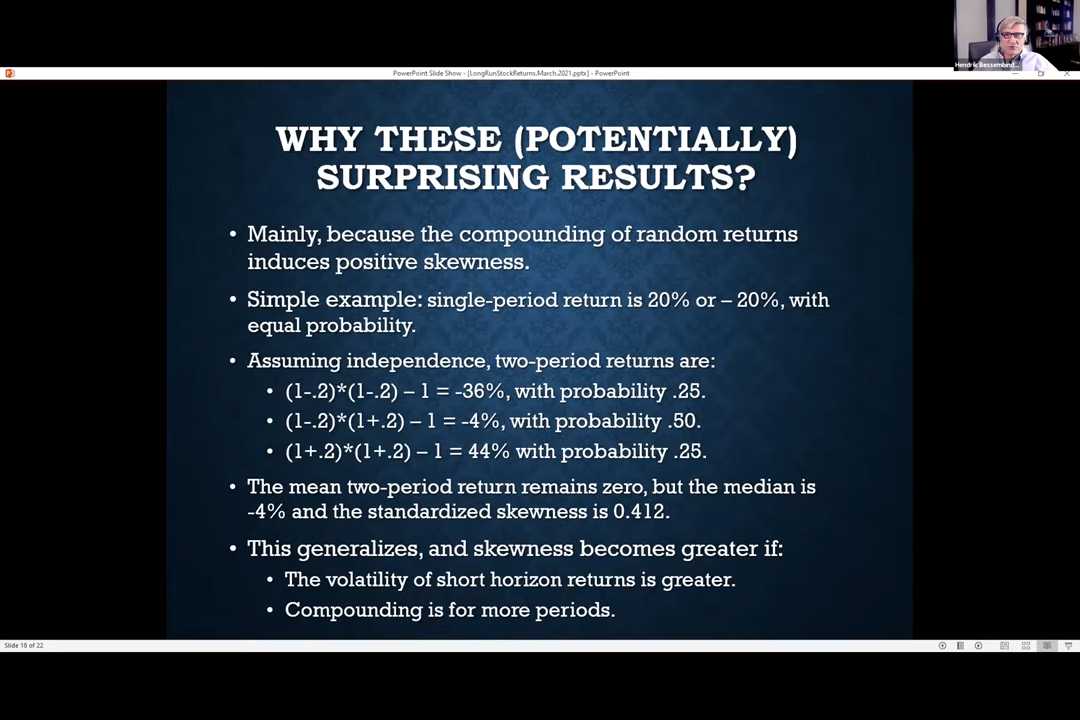 Hendrik Bessembind...
PowerPoint Slide Show - [LongRunStockReturns.March.2021.pptx] - PowerPoint
WHY THESE (POTENTIALLY)
SURPRISING RESULTS?
• Mainly, because the compounding of random returns
induces positive skewness.
• Simple example: single-period return is 20% or – 20%, with
equal probability.
• Assuming independence, two-period returns are:
• (1-.2)*(1-.2) – 1 = -36%, with probability .25.
• (1-.2)*(1+.2) – 1 = -4%, with probability .50.
• (1+.2)*(1+.2) – 1 = 44% with probability .25.
• The mean two-period return remains zero, but the median is
-4% and the standardized skewness is 0.412.
• This generalizes, and skewness becomes greater if:
• The volatility of short horizon returns is greater.
• Compounding is for more periods.
Slide 18 of 22